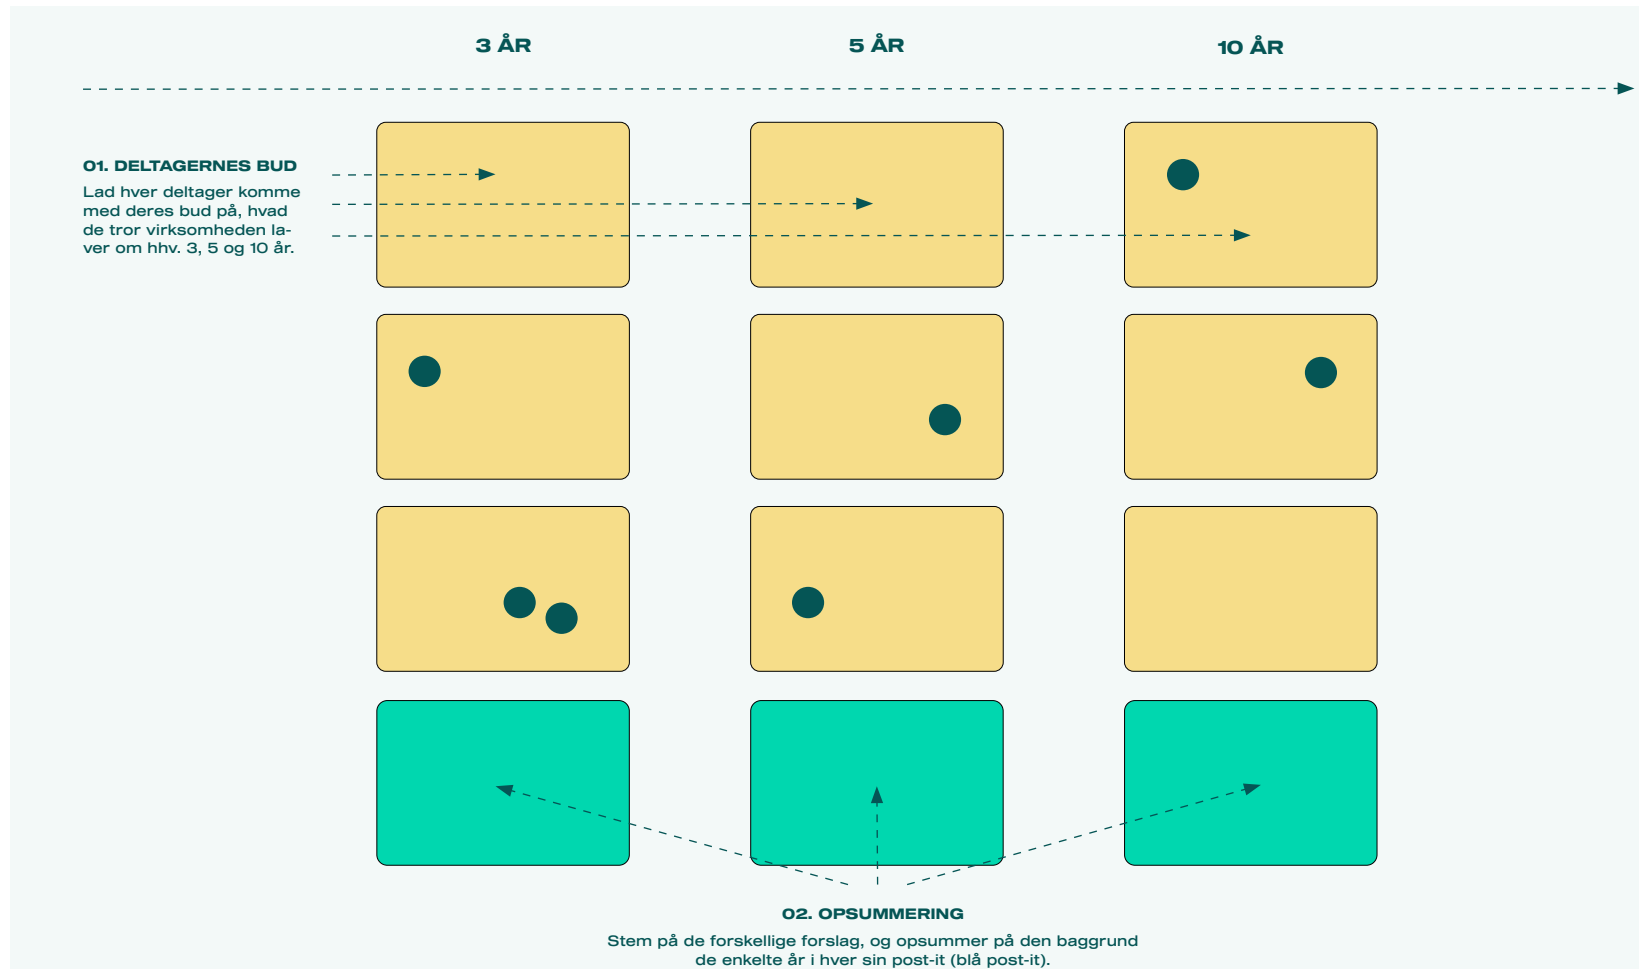 3 ÅR
5 ÅR
10 ÅR
01. DELTAGERNES BUD
Lad hver deltager komme
med deres bud på, hvad
de tror virksomheden la-
ver om hhv. 3, 5 og 10 år.
02. OPSUMMERING
Stem på de forskellige forslag, og opsummer på den baggrund
de enkelte år i hver sin post-it (blå post-it).